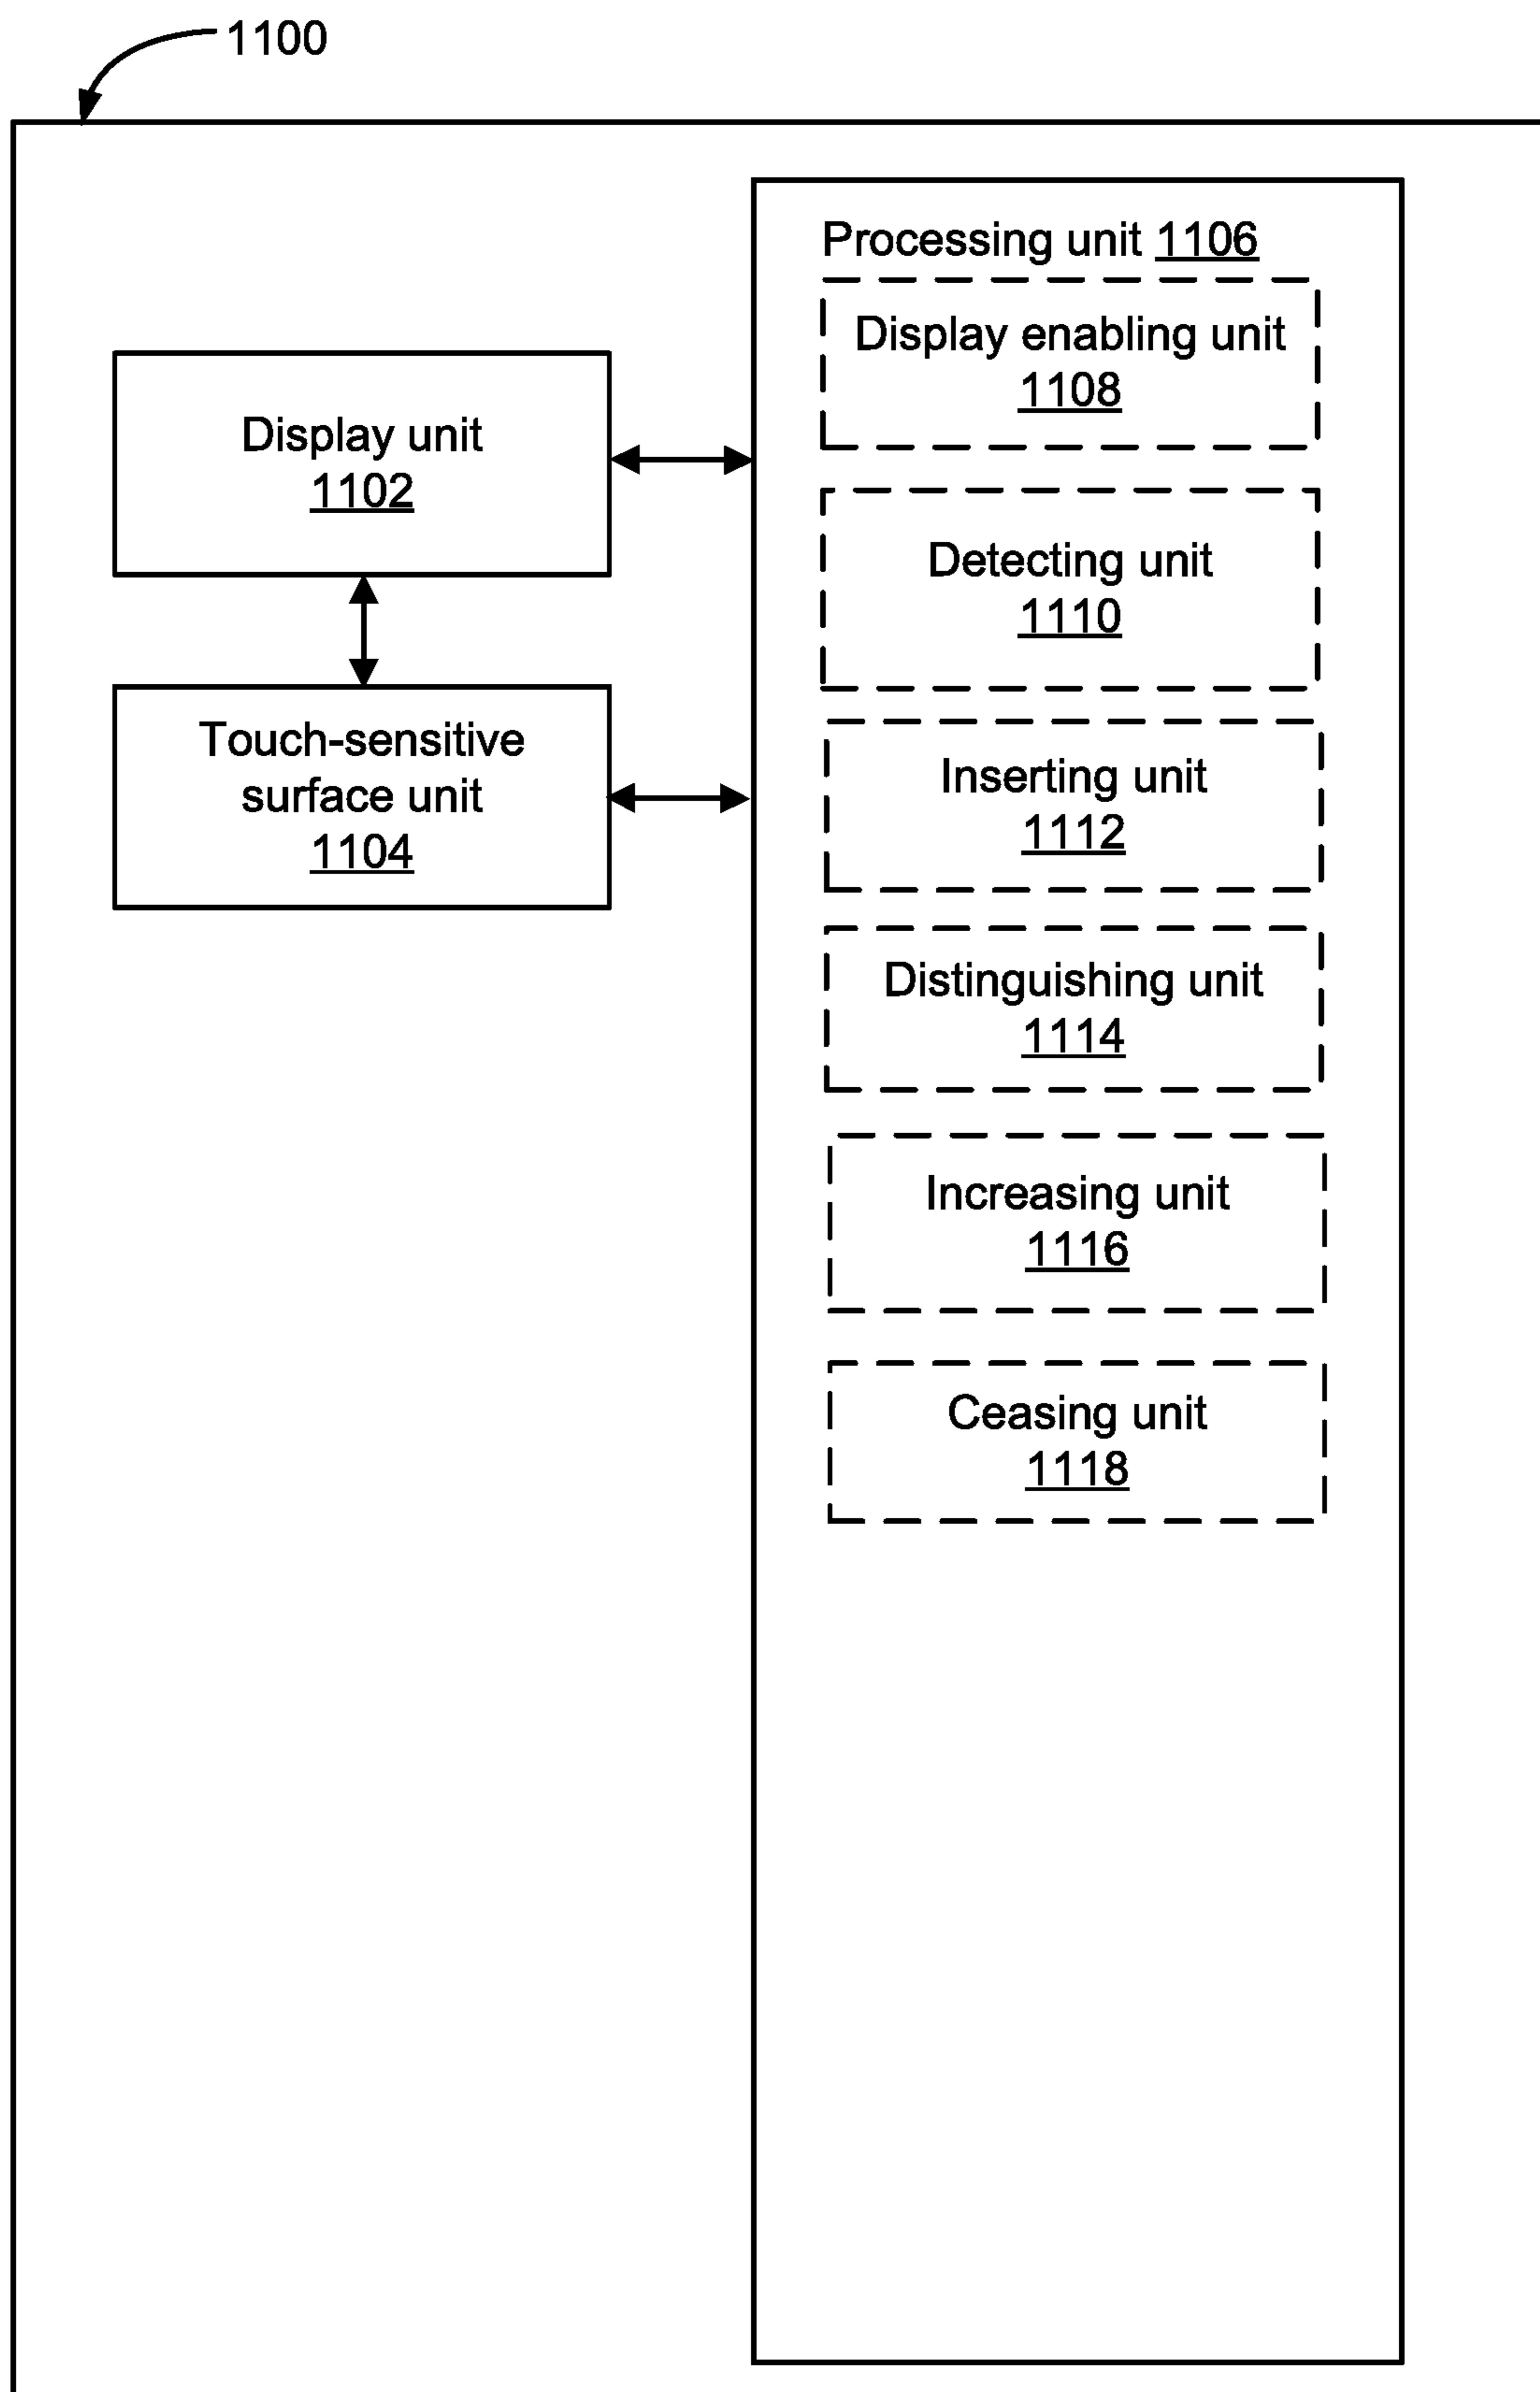 1100
Display unit
1102
Touch-sensitive
surface unit
1104
Processing unit 1106
Display enabling unit
1108
Detecting unit
1110
Inserting unit
1112
Distinguishing unit
1114
Increasing unit
1116
Ceasing unit
1118